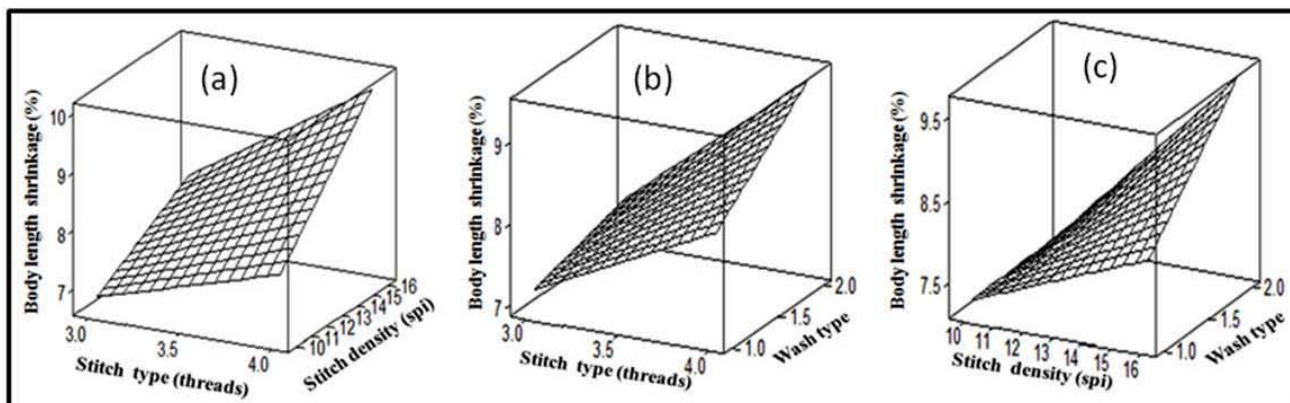 (a)
Body length shrinkage (%)
10
9
8
7
3.0
3.5
4.0
Stitch type (threads)
10 11 12 13 14 15 16
Stitch density (spi)
(b)
Body length shrinkage (%)
9
8
7
3.0
3.5
4.0
Stitch type (threads)
1.0
1.5
2.0
Wash type
(c)
Body length shrinkage (%)
9.5
8.5
7.5
10 11 12 13 14 15 16
Stitch density (spi)
1.0
1.5
2.0
Wash type